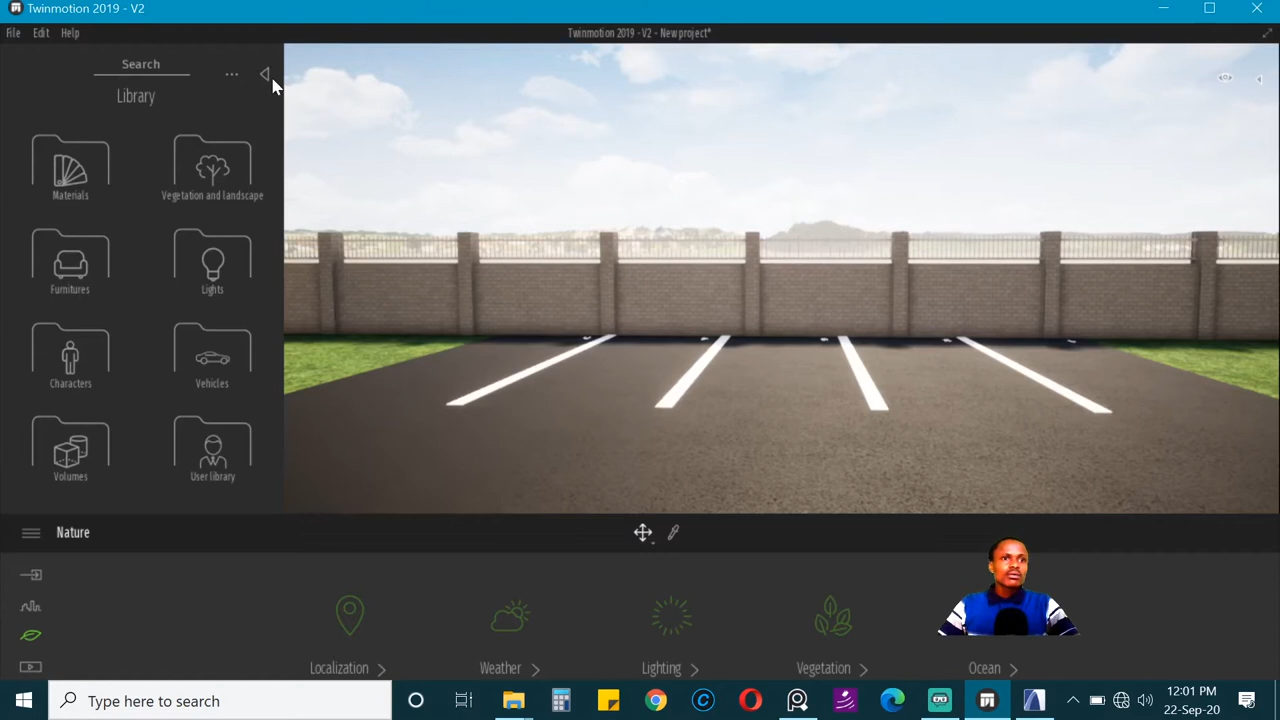 Twinmotion 2019 - V2
File Edit Help
Twinmotion 2019 - V2 - New project*
Search
Library
Materials
Vegetation and landscape
Furnitures
Lights
Characters
Vehicles
Volumes
User library
Nature
Localization
Weather
Lighting
Vegetation
Ocean
Type here to search
12:01 PM
22-Sep-20